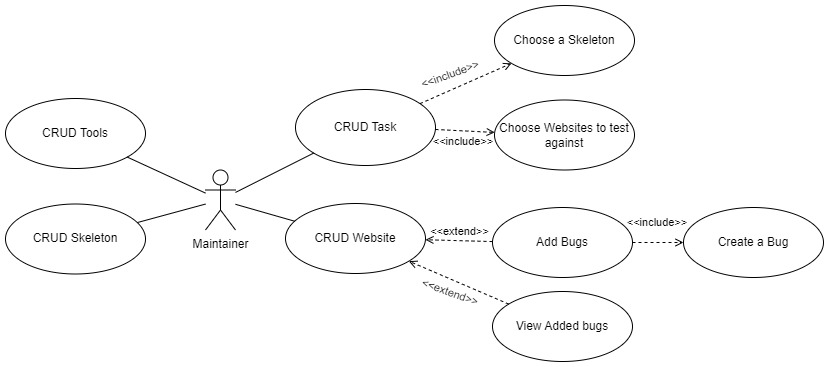 Choose a Skeleton
<<include>>
CRUD Tools
CRUD Task
Choose Websites to test
against
<<include>>
Maintainer
CRUD Skeleton
CRUD Website
<<extend>>
Add Bugs
<<include>>
Create a Bug
<<extend>>
View Added bugs